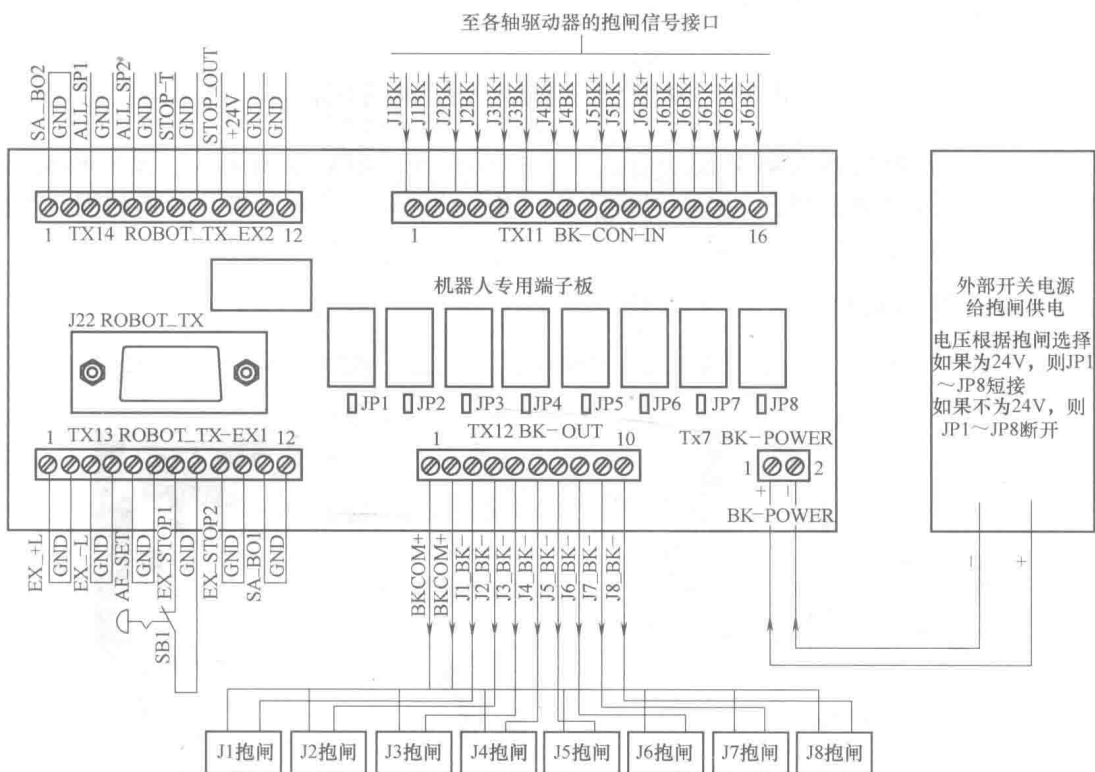 至各轴驱动器的抱闸信号接口
SA_BO2
GND
ALL_SP1
GND
ALL_SP2
GND
STOP-T
GND
STOP_OUT
+24V
GND
GND
J1BK+
J1BK-
J2BK+
J2BK-
J3BK+
J3BK-
J4BK+
J4BK-
J5BK+
J5BK-
J6BK+
J6BK-
J6BK+
J6BK-
J6BK+
J6BK-
1 TX14 ROBOT_TX_EX2 12
1 TX11 BK-CON-IN 16
机器人专用端子板
J22 ROBOT_TX
JP1 JP2 JP3 JP4 JP5 JP6 JP7 JP8
1 TX13 ROBOT_TX-EX1 12
1 TX12 BK-OUT 10
Tx7 BK-POWER
1 2
+ -
BK-POWER
外部开关电源
给抱闸供电
电压根据抱闸选择
如果为24V，则JP1
～JP8短接
如果不为24V，则
JP1～JP8断开
- +
EX_+L
GND
EX_-L
GND
AF_SET
GND
EX_STOP1
GND
EX_STOP2
GND
SA_BO1
GND
SB1
BKCOM+
BKCOM+
J1_BK-
J2_BK-
J3_BK-
J4_BK-
J5_BK-
J6_BK-
J7_BK-
J8_BK-
J1抱闸 J2抱闸 J3抱闸 J4抱闸 J5抱闸 J6抱闸 J7抱闸 J8抱闸